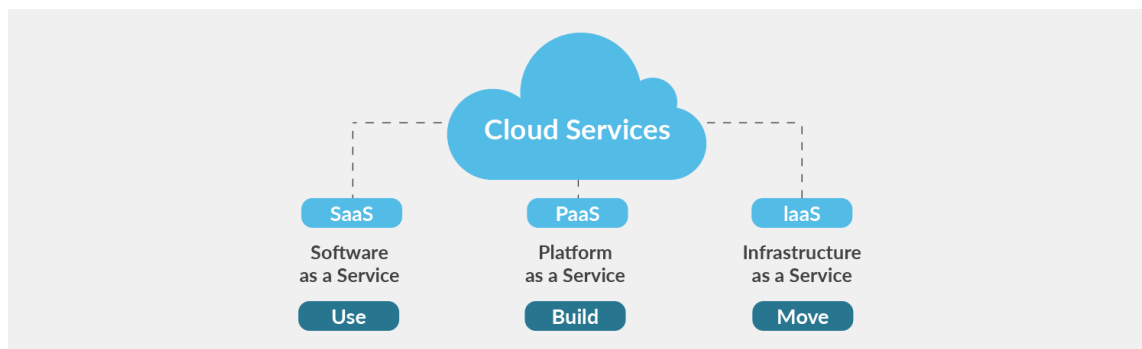 Cloud Services
SaaS
PaaS
IaaS
Software
as a Service
Platform
as a Service
Infrastructure
as a Service
Use
Build
Move